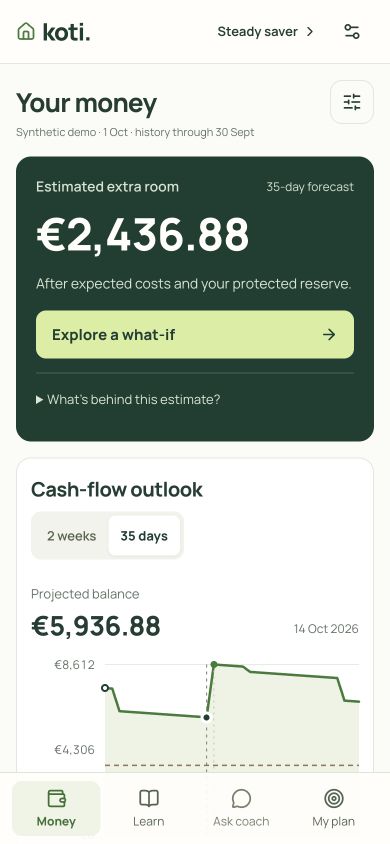 koti.
Steady saver
Your money
Synthetic demo · 1 Oct · history through 30 Sept
Estimated extra room
35-day forecast
€2,436.88
After expected costs and your protected reserve.
Explore a what-if
What's behind this estimate?
Cash-flow outlook
2 weeks
35 days
Projected balance
€5,936.88
14 Oct 2026
€8,612
€4,306
Money
Learn
Ask coach
My plan